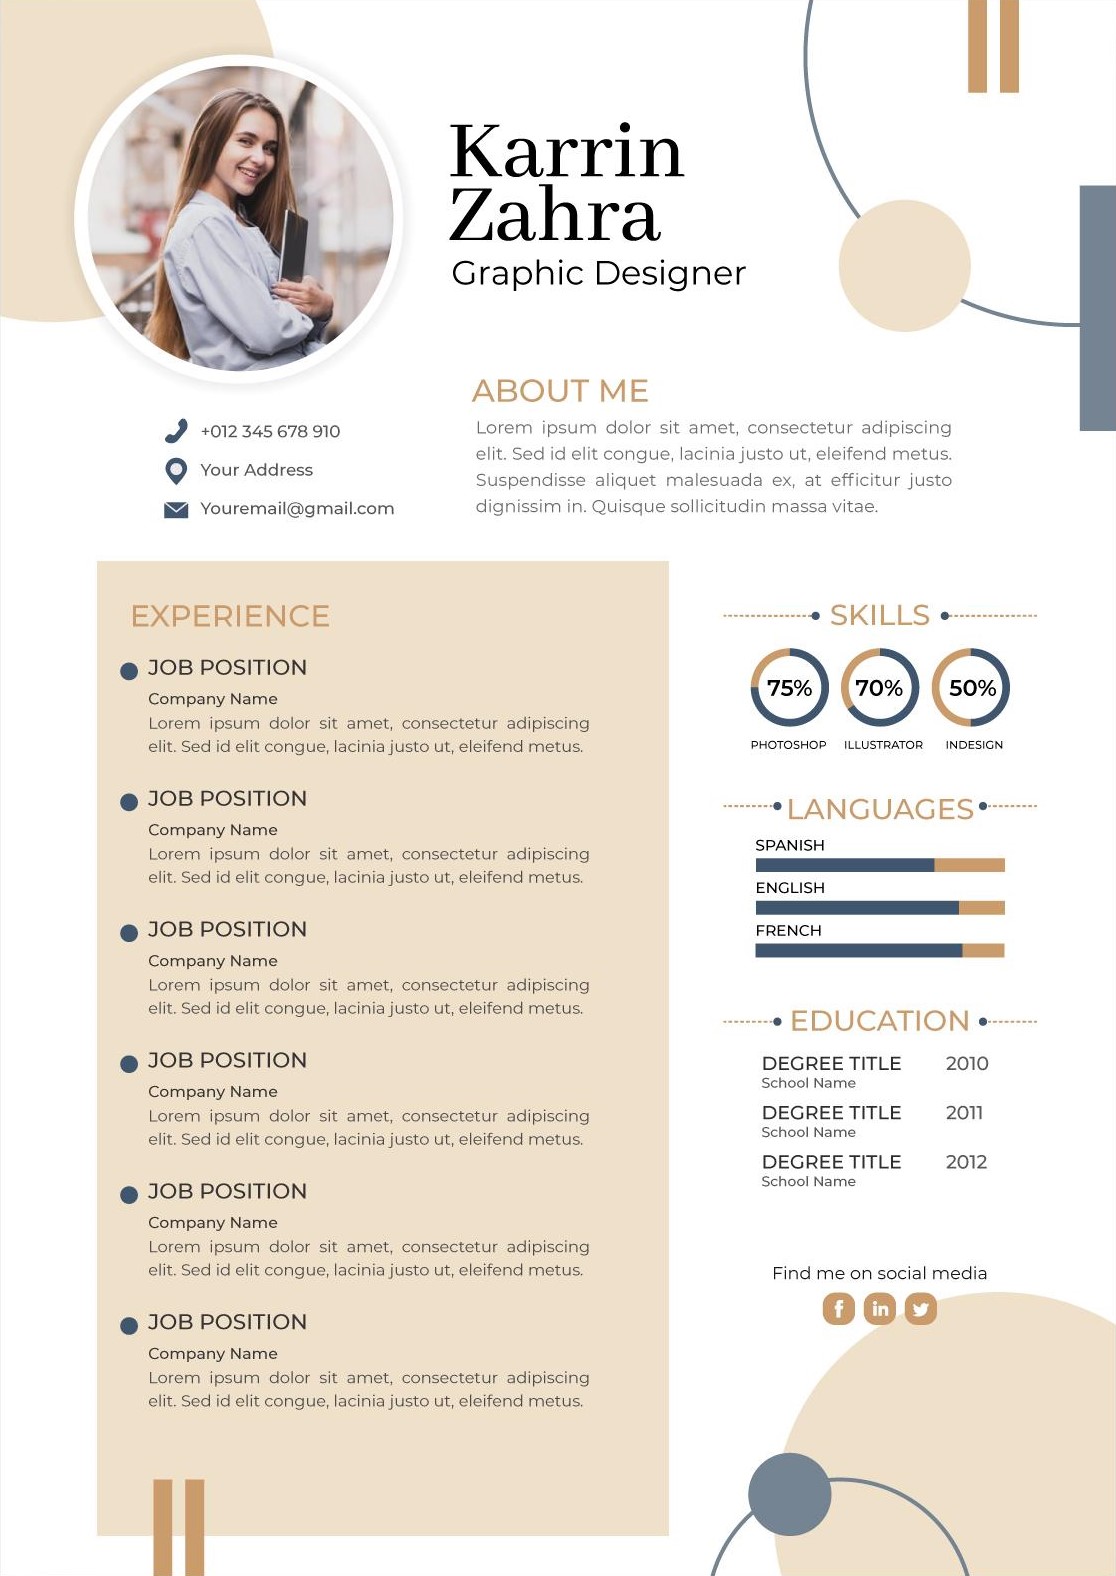 Karrin
Zahra
Graphic Designer
+012 345 678 910
Your Address
Youremail@gmail.com
ABOUT ME
Lorem ipsum dolor sit amet, consectetur adipiscing
elit. Sed id elit congue, lacinia justo ut, eleifend metus.
Suspendisse aliquet malesuada ex, at efficitur justo
dignissim in. Quisque sollicitudin massa vitae.
EXPERIENCE
JOB POSITION
Company Name
Lorem ipsum dolor sit amet, consectetur adipiscing
elit. Sed id elit congue, lacinia justo ut, eleifend metus.
JOB POSITION
Company Name
Lorem ipsum dolor sit amet, consectetur adipiscing
elit. Sed id elit congue, lacinia justo ut, eleifend metus.
JOB POSITION
Company Name
Lorem ipsum dolor sit amet, consectetur adipiscing
elit. Sed id elit congue, lacinia justo ut, eleifend metus.
JOB POSITION
Company Name
Lorem ipsum dolor sit amet, consectetur adipiscing
elit. Sed id elit congue, lacinia justo ut, eleifend metus.
JOB POSITION
Company Name
Lorem ipsum dolor sit amet, consectetur adipiscing
elit. Sed id elit congue, lacinia justo ut, eleifend metus.
JOB POSITION
Company Name
Lorem ipsum dolor sit amet, consectetur adipiscing
elit. Sed id elit congue, lacinia justo ut, eleifend metus.
SKILLS
75% 70% 50%
PHOTOSHOP ILLUSTRATOR INDESIGN
LANGUAGES
SPANISH
ENGLISH
FRENCH
EDUCATION
DEGREE TITLE 2010
School Name
DEGREE TITLE 2011
School Name
DEGREE TITLE 2012
School Name
Find me on social media
f in